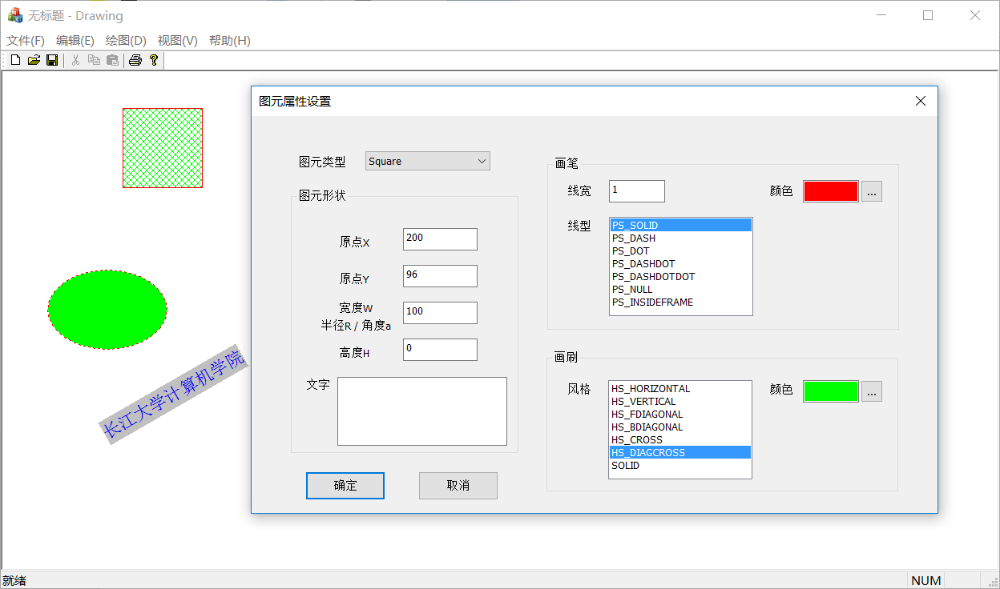 无标题 - Drawing
文件(F) 编辑(E) 绘图(D) 视图(V) 帮助(H)
长江大学计算机学院
图元属性设置
图元类型 Square
图元形状
原点X 200
原点Y 96
宽度W
半径R / 角度a 100
高度H 0
文字
确定 取消
画笔
线宽 1 颜色 ...
线型 PS_SOLID
PS_DASH
PS_DOT
PS_DASHDOT
PS_DASHDOTDOT
PS_NULL
PS_INSIDEFRAME
画刷
风格 HS_HORIZONTAL 颜色 ...
HS_VERTICAL
HS_FDIAGONAL
HS_BDIAGONAL
HS_CROSS
HS_DIAGCROSS
SOLID
就绪 NUM